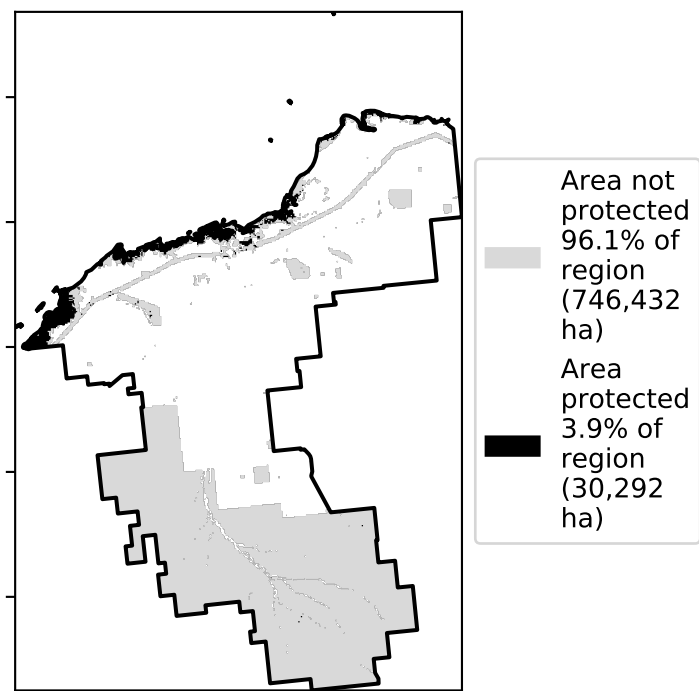 Area not
protected
96.1% of
region
(746,432
ha)
Area
protected
3.9% of
region
(30,292
ha)